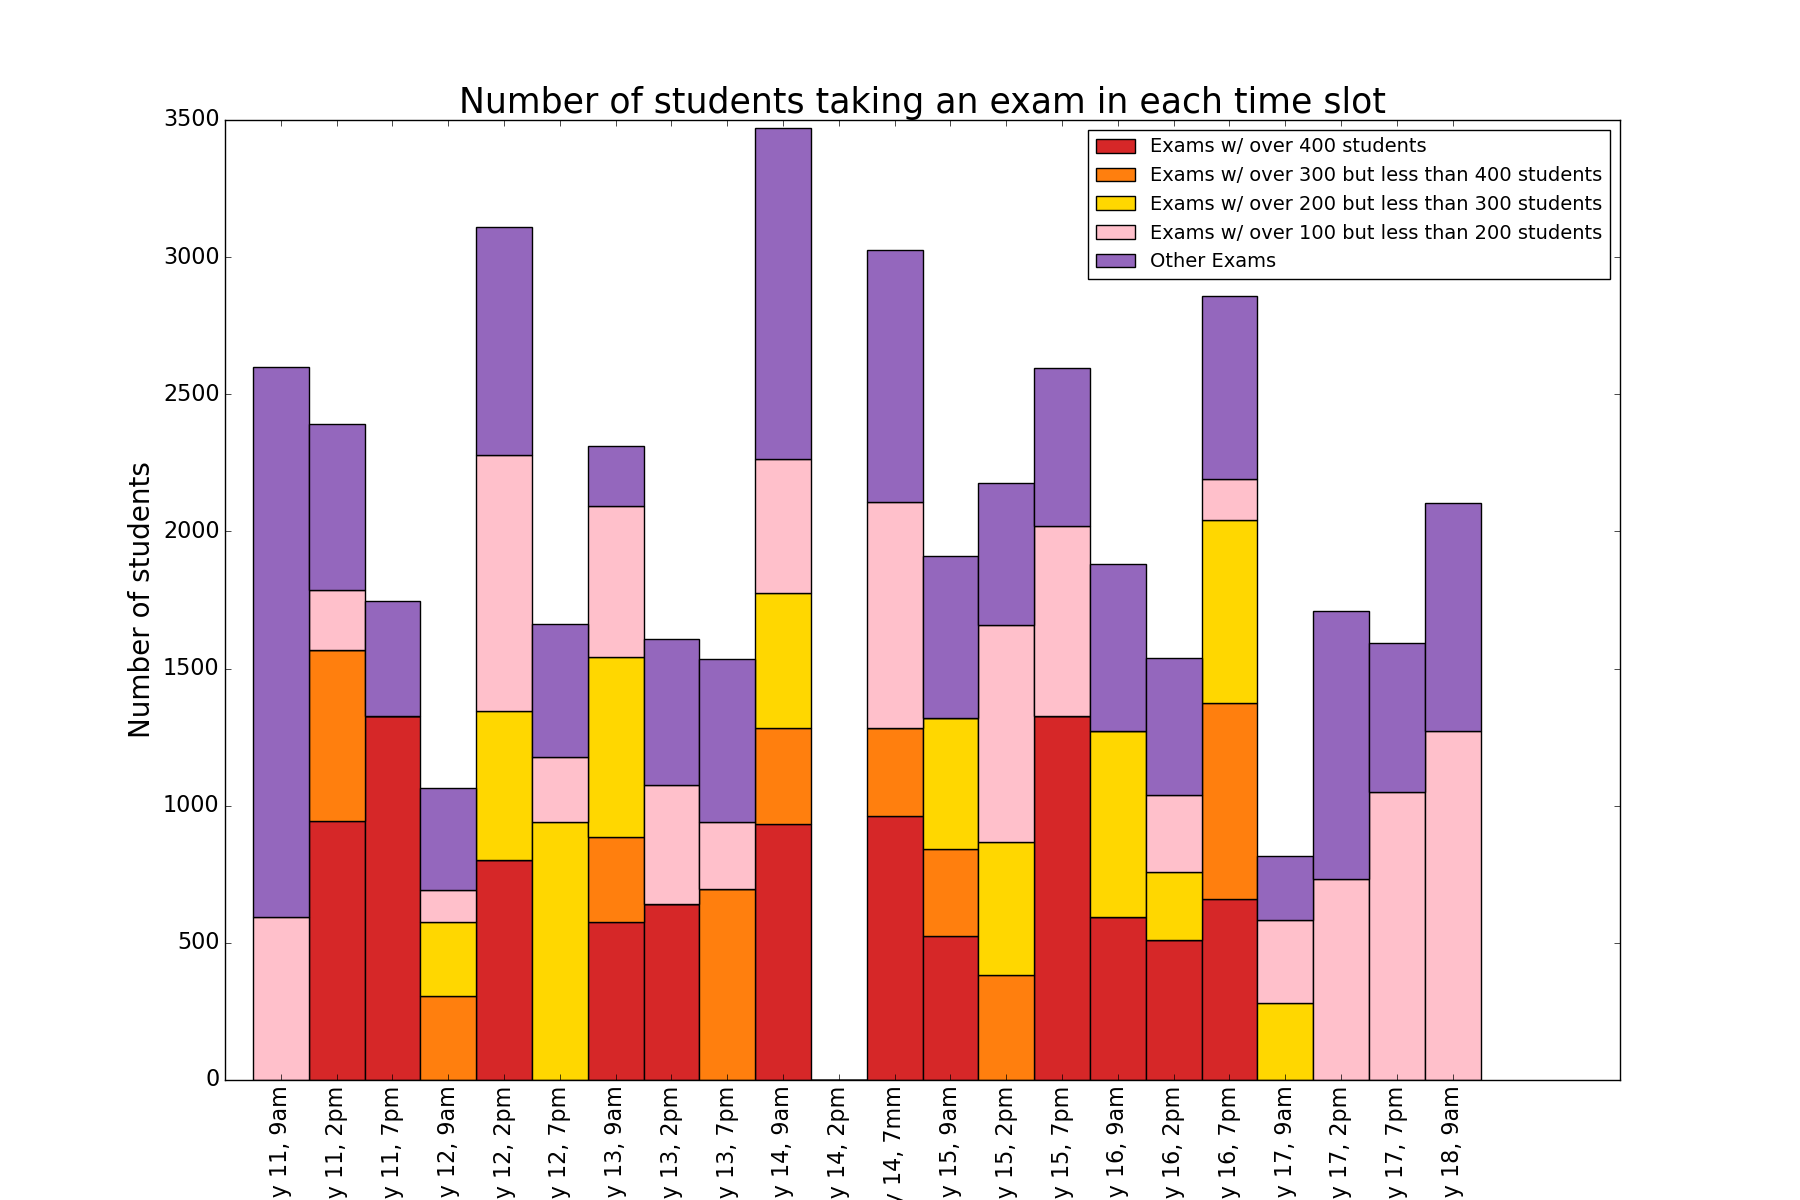 Number of students taking an exam in each time slot
Exams w/ over 400 students
Exams w/ over 300 but less than 400 students
Exams w/ over 200 but less than 300 students
Exams w/ over 100 but less than 200 students
Other Exams
Number of students
3500
3000
2500
2000
1500
1000
500
0
y 11, 9am
y 11, 2pm
y 11, 7pm
y 12, 9am
y 12, 2pm
y 12, 7pm
y 13, 9am
y 13, 2pm
y 13, 7pm
y 14, 9am
y 14, 2pm
y 14, 7mm
y 15, 9am
y 15, 2pm
y 15, 7pm
y 16, 9am
y 16, 2pm
y 16, 7pm
y 17, 9am
y 17, 2pm
y 17, 7pm
y 18, 9am